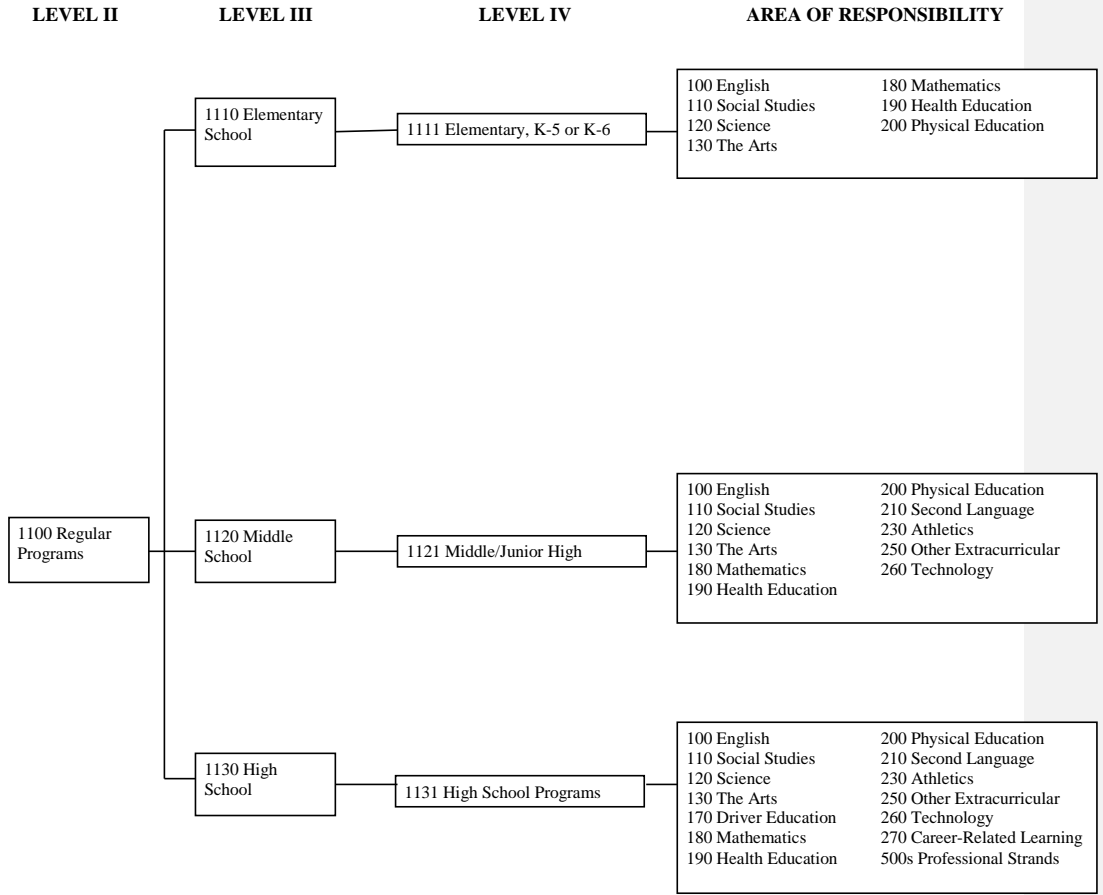 LEVEL II LEVEL III LEVEL IV AREA OF RESPONSIBILITY
1110 Elementary
School
1111 Elementary, K-5 or K-6
100 English 180 Mathematics
110 Social Studies 190 Health Education
120 Science 200 Physical Education
130 The Arts
1100 Regular
Programs
1120 Middle
School
1121 Middle/Junior High
100 English 200 Physical Education
110 Social Studies 210 Second Language
120 Science 230 Athletics
130 The Arts 250 Other Extracurricular
180 Mathematics 260 Technology
190 Health Education
1130 High
School
1131 High School Programs
100 English 200 Physical Education
110 Social Studies 210 Second Language
120 Science 230 Athletics
130 The Arts 250 Other Extracurricular
170 Driver Education 260 Technology
180 Mathematics 270 Career-Related Learning
190 Health Education 500s Professional Strands